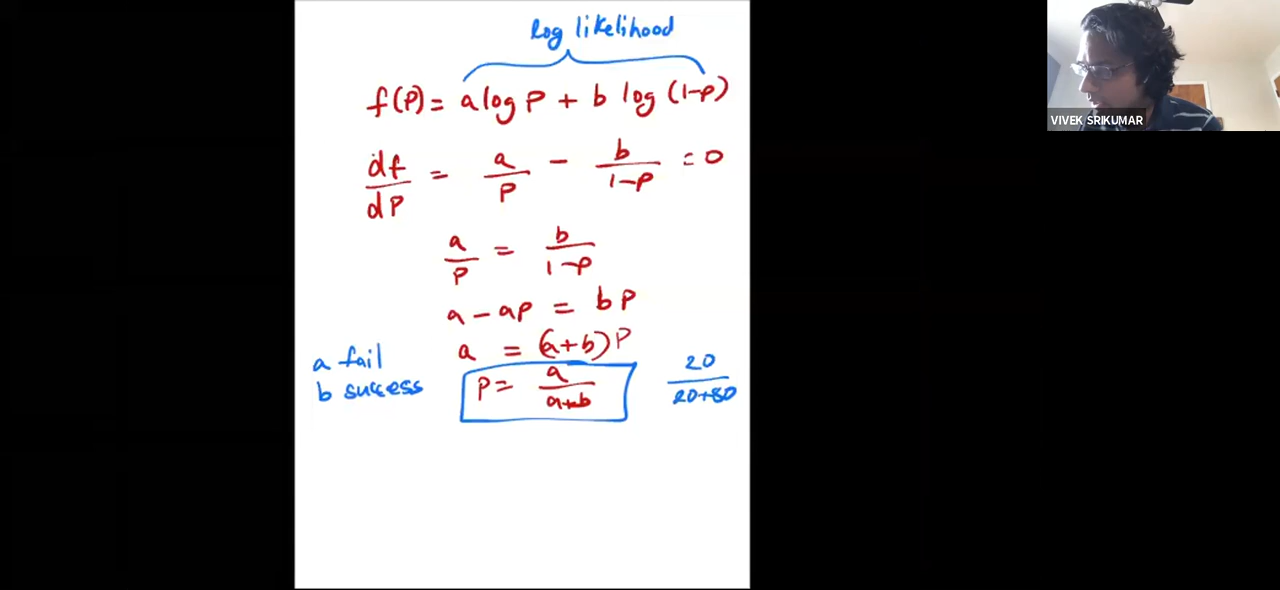 log likelihood
f(P) = a log P + b log (1-P)
df/dP = a/P - b/1-P = 0
a/P = b/1-P
a - aP = bP
a = (a+b)P
a fail
b success
P = a/a+b
20/20+80
VIVEK SRIKUMAR